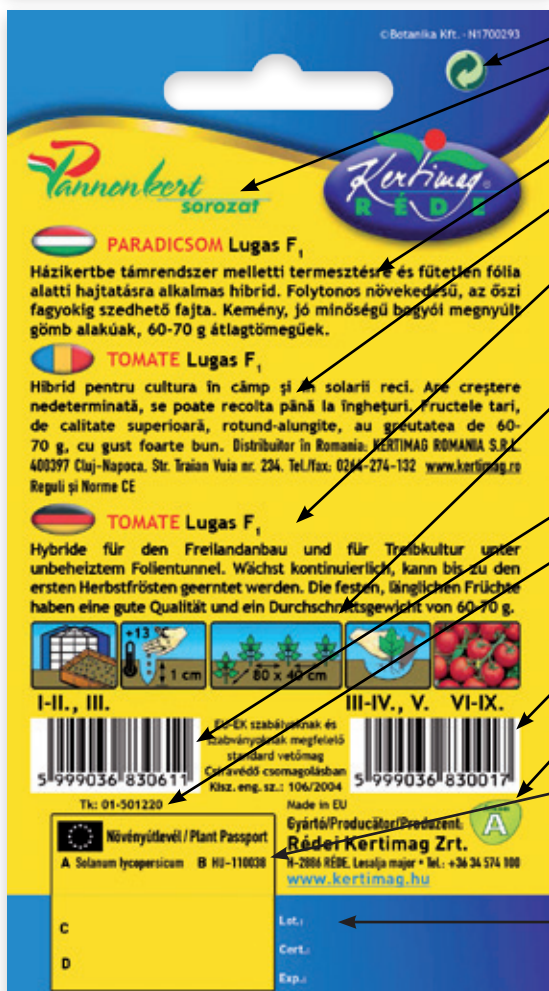 ©Botanika Kft. - N1700293
Pannonkert
sorozat
Kertimag®
RÉDE
PARADICSOM Lugas F₁
Házikertbe támrendszer melletti termesztésre és fűtetlen fólia
alatti hajtatásra alkalmas hibrid. Folytonos növekedésű, az őszi
fagyokig szedhető fajta. Kemény, jó minőségű bogyói megnyúlt
gömb alakúak, 60-70 g átlagtömegűek.
TOMATE Lugas F₁
Hibrid pentru cultura în câmp și în solarii reci. Are creștere
nedeterminată, se poate recolta până la înghețuri. Fructele tari,
de calitate superioară, rotund-alungite, au greutatea de 60-
70 g, cu gust foarte bun. Distribuitor în Romania: KERTIMAG ROMANIA S.R.L.
400397 Cluj-Napoca, Str. Traian Vuia nr. 234. Tel./fax: 0264-274-132 www.kertimag.ro
Reguli și Norme CE
TOMATE Lugas F₁
Hybride für den Freilandanbau und für Treibkultur unter
unbeheiztem Folientunnel. Wächst kontinuierlich, kann bis zu den
ersten Herbstfrösten geerntet werden. Die festen, länglichen Früchte
haben eine gute Qualität und ein Durchschnittsgewicht von 60-70 g.
+13 °C
1 cm
80 x 40 cm
I-II., III.
III-IV., V.
VI-IX.
5 999036 830611
EU-EK szabályoknak és
szabványoknak megfelelő
standard vetőmag
Csíravédő csomagolásban
Kisz. eng. sz.: 106/2004
5 999036 830017
Tk: 01-501220
Made in EU
Növényútlevél / Plant Passport
A Solanum lycopersicum B HU-110038
C
D
Gyártó/Producător/Produzent:
A
Rédei Kertimag Zrt.
H-2886 RÉDE, Lesalja major • Tel.: +36 34 574 100
www.kertimag.hu
Lot.:
Cert.:
Exp.: